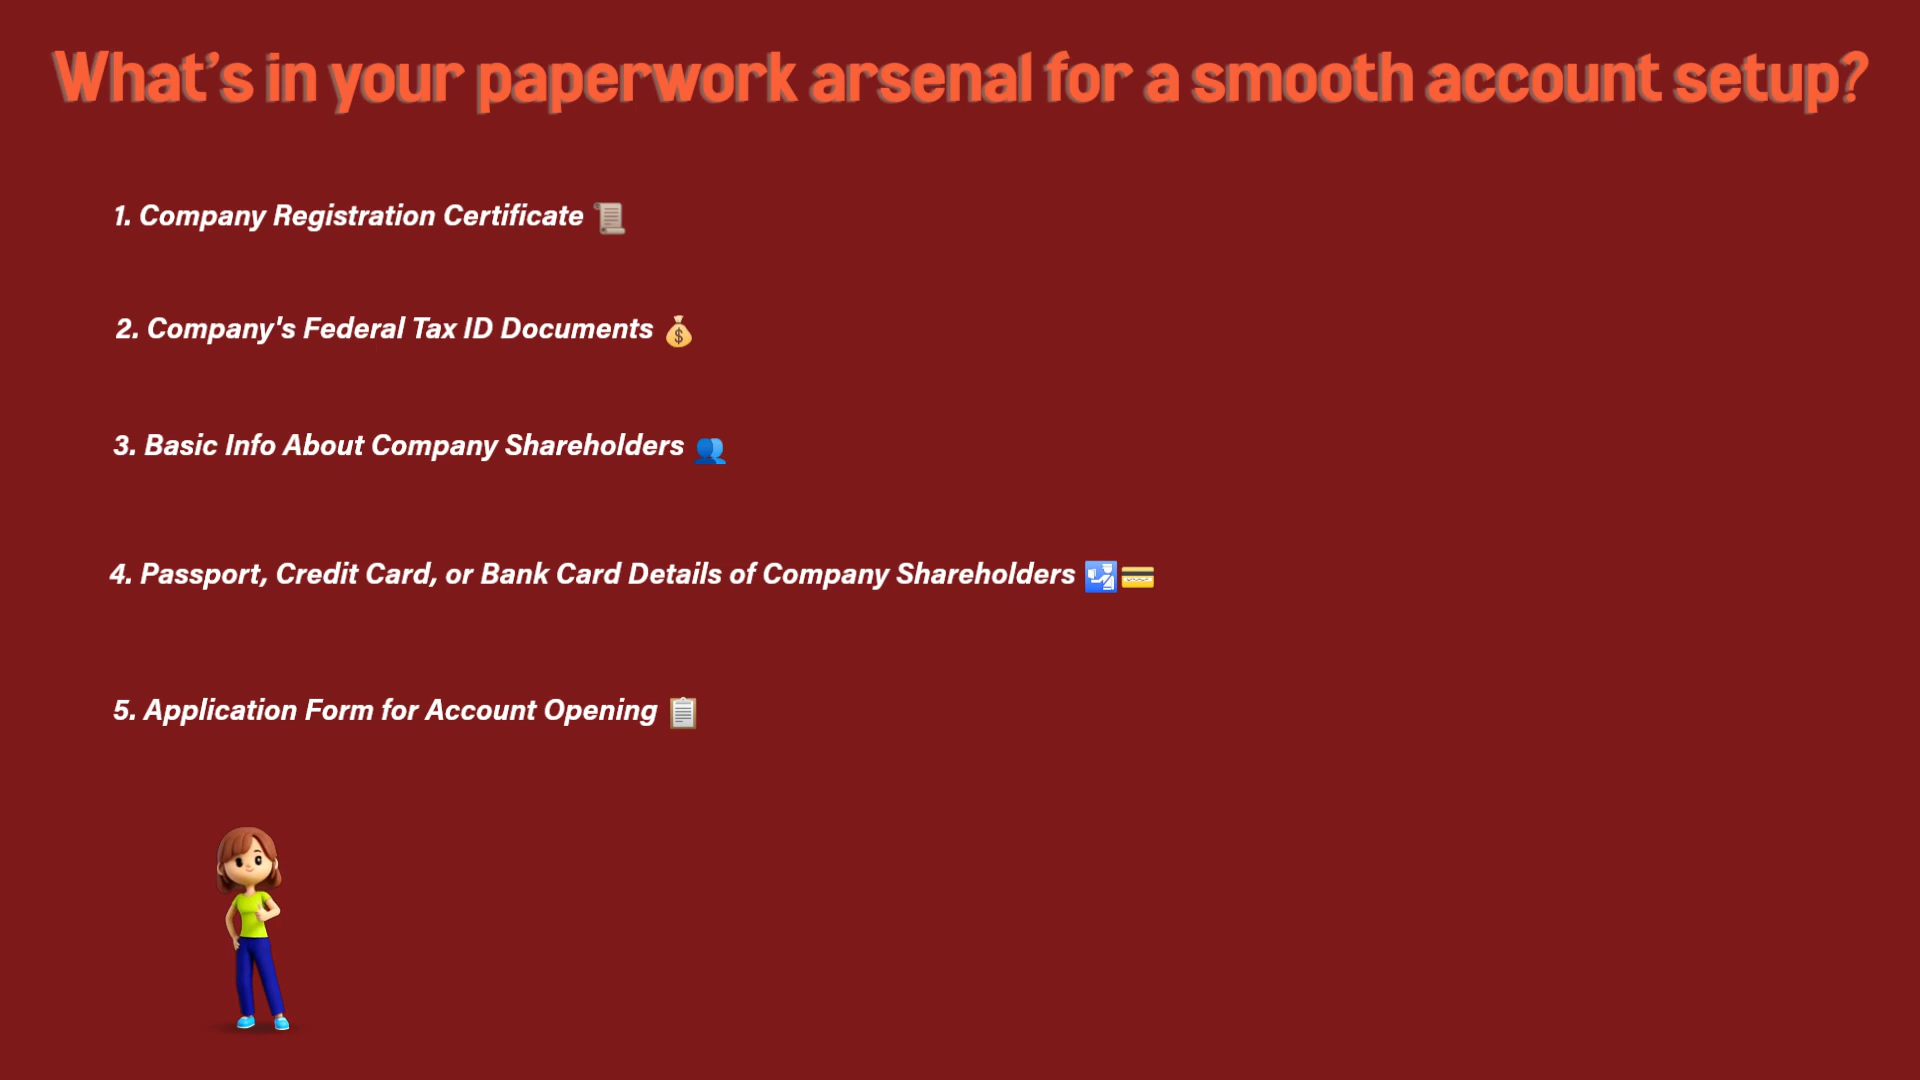 What's in your paperwork arsenal for a smooth account setup?
1. Company Registration Certificate 📜
2. Company's Federal Tax ID Documents 💰
3. Basic Info About Company Shareholders 👥
4. Passport, Credit Card, or Bank Card Details of Company Shareholders 🛂💳
5. Application Form for Account Opening 📋